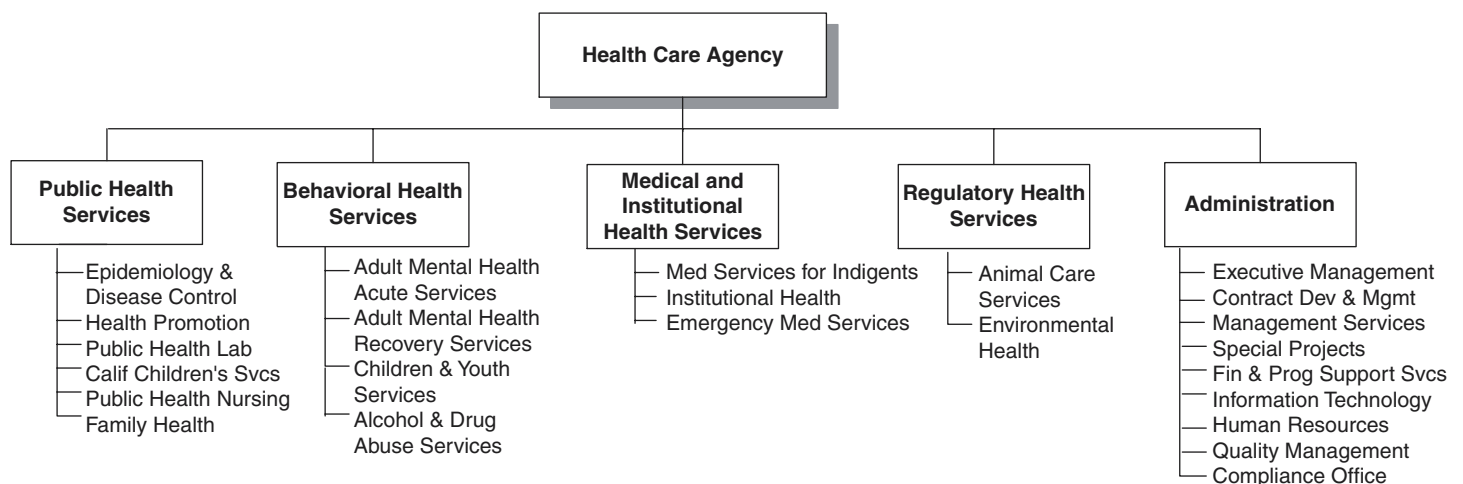 Health Care Agency
Public Health
Services
Epidemiology &
Disease Control
Health Promotion
Public Health Lab
Calif Children's Svcs
Public Health Nursing
Family Health
Behavioral Health
Services
Adult Mental Health
Acute Services
Adult Mental Health
Recovery Services
Children & Youth
Services
Alcohol & Drug
Abuse Services
Medical and
Institutional
Health Services
Med Services for Indigents
Institutional Health
Emergency Med Services
Regulatory Health
Services
Animal Care
Services
Environmental
Health
Administration
Executive Management
Contract Dev & Mgmt
Management Services
Special Projects
Fin & Prog Support Svcs
Information Technology
Human Resources
Quality Management
Compliance Office